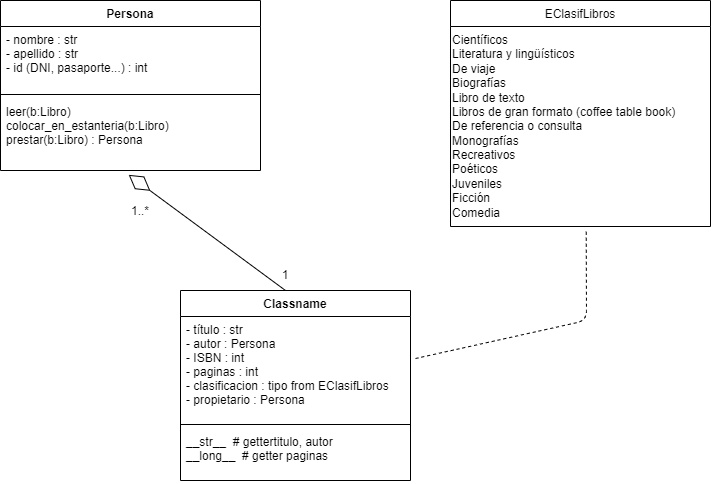 Persona
- nombre : str
- apellido : str
- id (DNI, pasaporte...) : int
leer(b:Libro)
colocar_en_estanteria(b:Libro)
prestar(b:Libro) : Persona
EClasifLibros
Científicos
Literatura y lingüísticos
De viaje
Biografías
Libro de texto
Libros de gran formato (coffee table book)
De referencia o consulta
Monografías
Recreativos
Poéticos
Juveniles
Ficción
Comedia
1..*
1
Classname
- título : str
- autor : Persona
- ISBN : int
- paginas : int
- clasificacion : tipo from EClasifLibros
- propietario : Persona
__str__ # gettertitulo, autor
__long__ # getter paginas